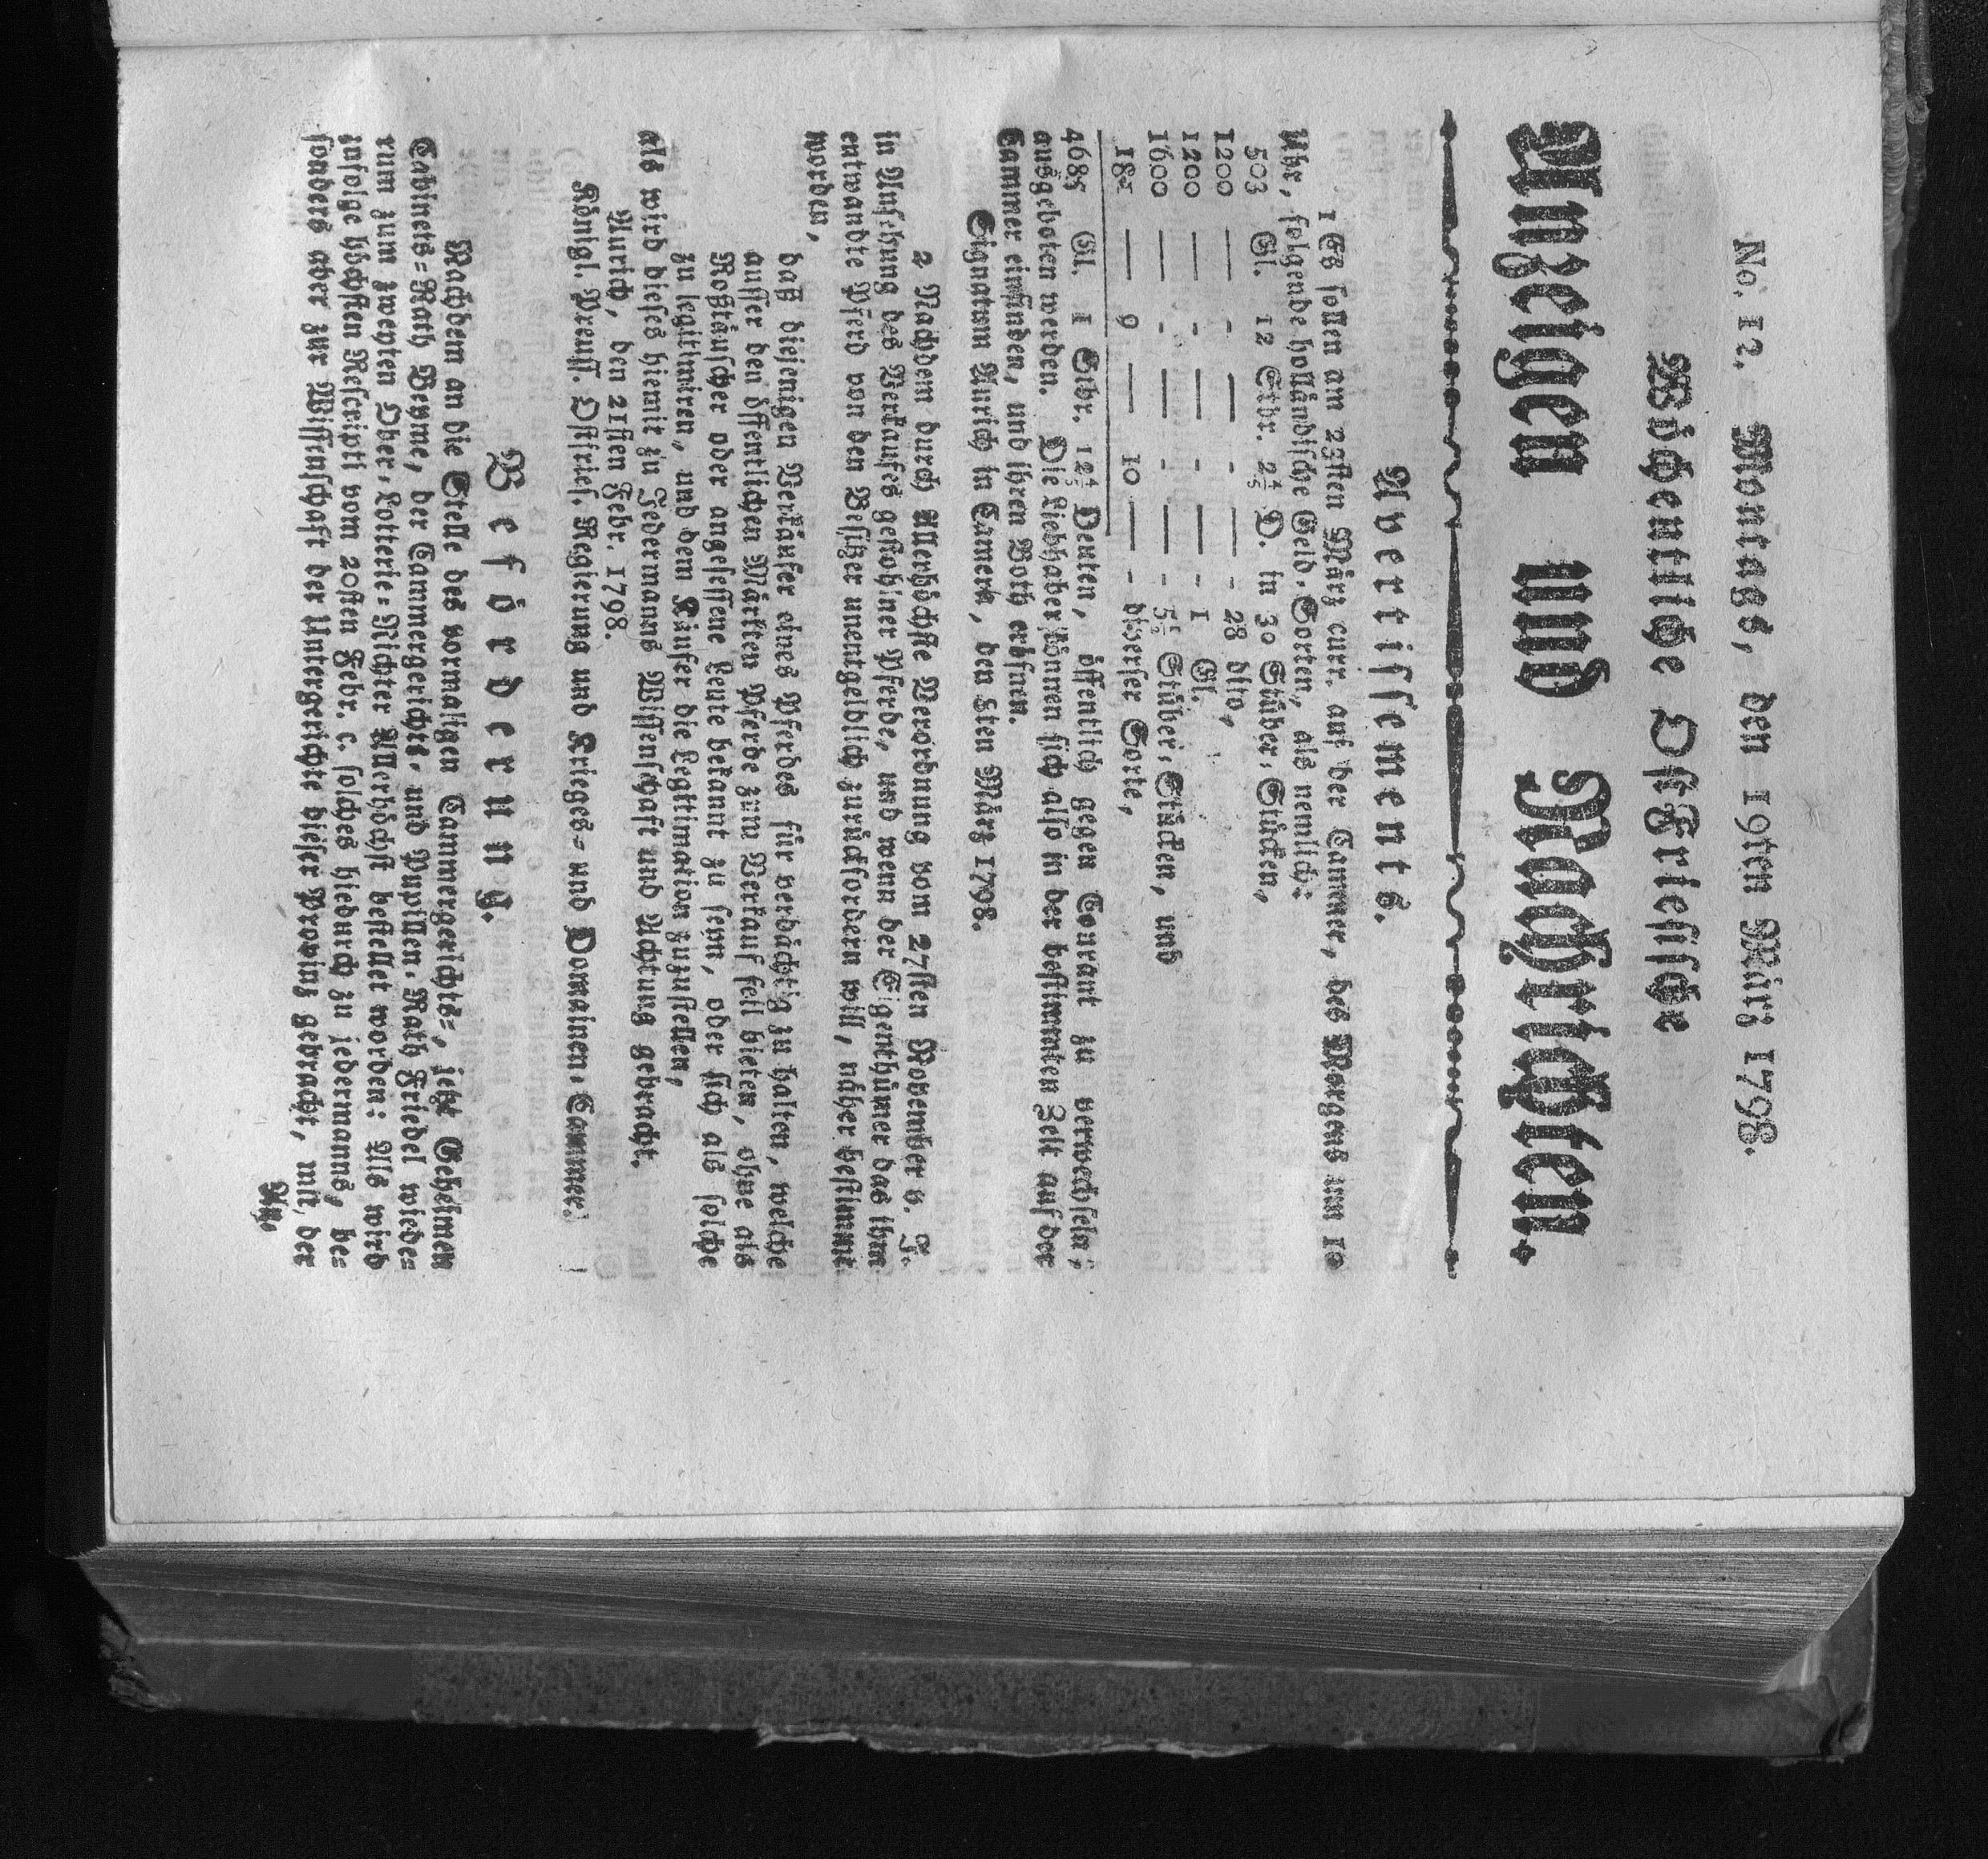 No. 12. Montags, den 19ten März 1798.
Wöchentliche Ostfriesische
Anzeigen und Nachrichten.
Avertissements.
1 Es sollen am 23sten März curr. auf der Cammer, des Morgens um 10
Uhr, folgende holländische Geld-Sorten, als nemlich:
503 Gl. 12 Stbr. 2⅖ D. in 30 Stüber-Stücken,
1200 — - — - — - 28 dito,
1200 — - — - — - 1 Gl.
1600 — - — - — - 5½ Stüber-Stücken, und
185 — 9 — 10 — - diverser Sorte,
4685 Gl. 1 Stbr. 12⅖ Deuten, öffentlich gegen Courant zu verwechseln,
ausgeboten werden. Die Liebhaber können sich also in der bestimmten Zeit auf der
Cammer einfinden, und ihren Both eröfnen.
Signatum Aurich in Camera, den 5ten März 1798.
2 Nachdem durch Allerhöchste Verordnung vom 27sten November v. J.
in Ansehung des Verkaufes gestohlner Pferde, und wenn der Eigenthümer das ihm
entwandte Pferd von den Besitzer unentgeldlich zurückfordern will, näher bestimmt
worden,
daß diejenigen Verkäufer eines Pferdes für verdächtig zu halten, welche
ausser den öffentlichen Märkten Pferde zum Verkauf feil bieten, ohne als
Roßtäuscher oder angesessene Leute bekannt zu seyn, oder sich als solche
zu legitimiren, und dem Käufer die Legitimation zuzustellen,
als wird dieses hiemit zu Jedermanns Wissenschaft und Achtung gebracht.
Aurich, den 21sten Febr. 1798.
Königl. Preuss. Ostfries. Regierung und Krieges- und Domainen-Cammer.
Beförderung.
Nachdem an die Stelle des vormaligen Cammergerichts-, jetzt Geheimen
Cabinets-Rath Beyme, der Cammergerichts- und Pupillen-Rath Friedel wiede-
rum zum zweyten Ober-Lotterie-Richter Allerhöchst bestellet worden: Als wird
zufolge höchsten Rescripti vom 20sten Febr. c. solches hiedurch zu jedermanns, be-
sonders aber zur Wissenschaft der Untergerichte dieser Provinz gebracht, mit der
An-